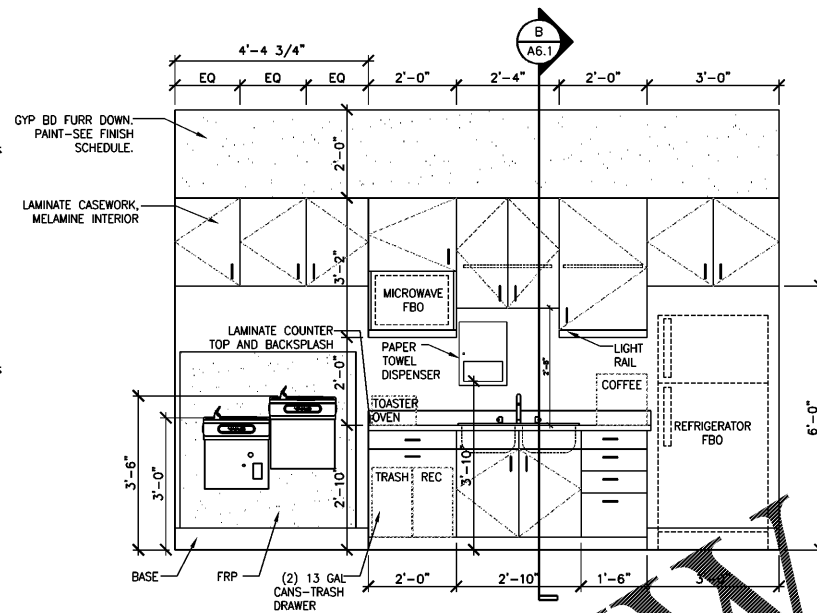 4'-4 3/4"
B
A6.1
EQ
EQ
EQ
2'-0"
2'-4"
2'-0"
3'-0"
GYP BD FURR DOWN.
PAINT-SEE FINISH
SCHEDULE.
2'-0"
LAMINATE CASEWORK,
MELAMINE INTERIOR
3'-2"
MICROWAVE
FBO
LAMINATE COUNTER
TOP AND BACKSPLASH
PAPER
TOWEL
DISPENSER
LIGHT
RAIL
2'-0"
COFFEE
TOASTER
OVEN
REFRIGERATOR
FBO
6'-0"
3'-6"
3'-0"
2'-10"
3'-10"
TRASH
REC
BASE
FRP
(2) 13 GAL
CANS-TRASH
DRAWER
2'-0"
2'-10"
1'-6"